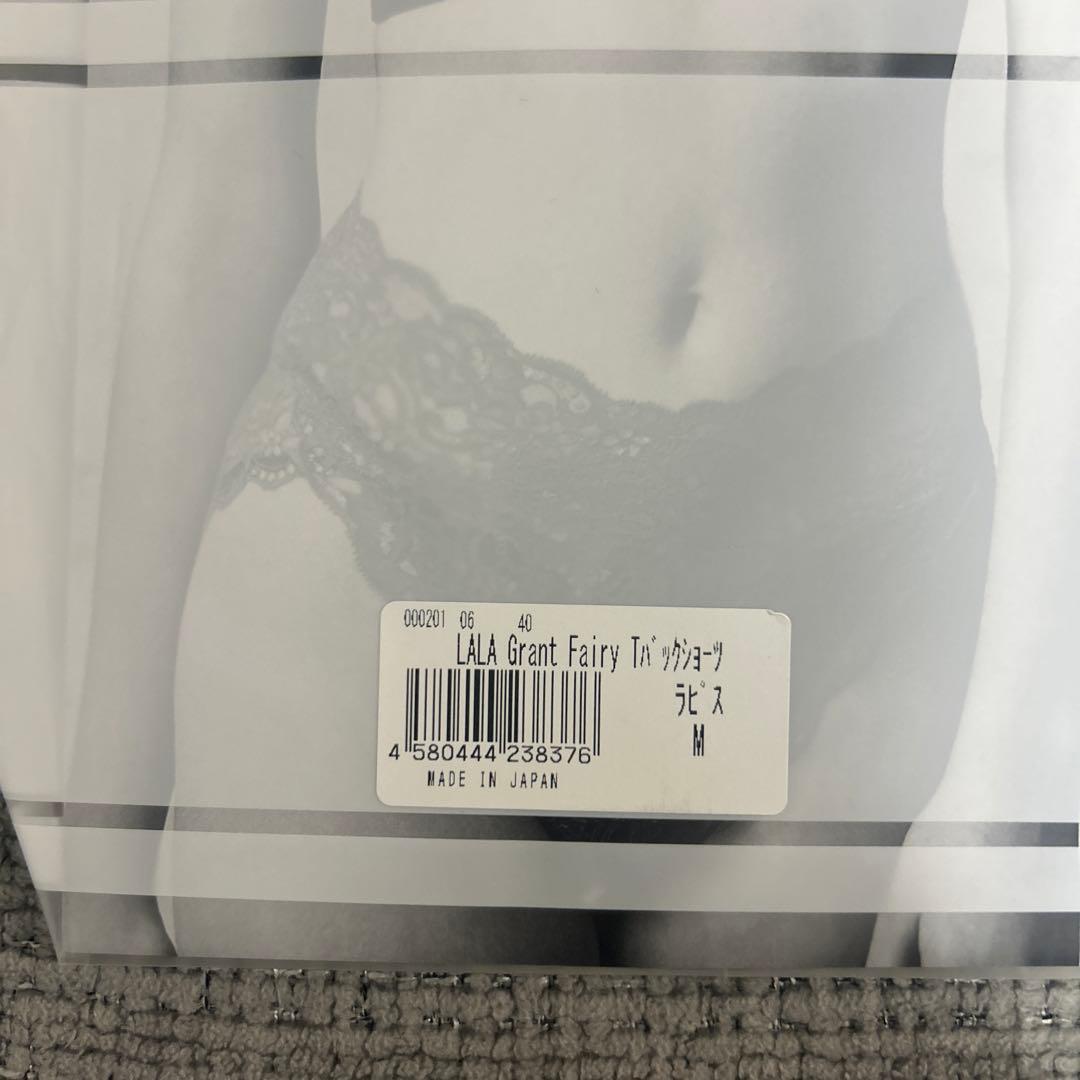 000201 06 40
LALA Grant Fairy Tﾊﾞｯｸｼｮｰﾂ
ﾗﾋﾟｽ
M
4 580444 238376
MADE IN JAPAN